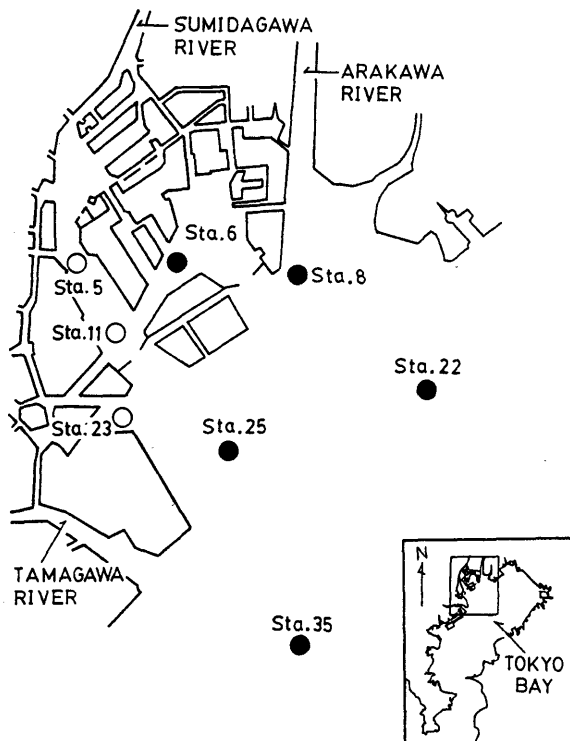 SUMIDAGAWA
RIVER
ARAKAWA
RIVER
Sta.6
Sta.5
Sta.8
Sta.11
Sta.22
Sta.23
Sta.25
TAMAGAWA
RIVER
N
Sta.35
TOKYO
BAY